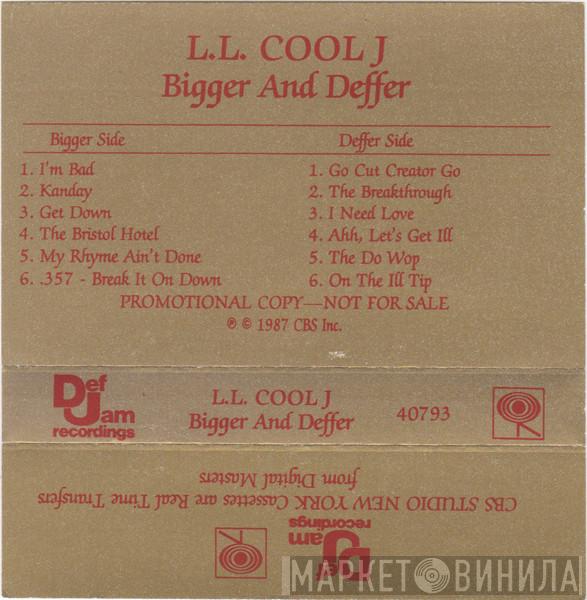 L.L. COOL J
Bigger And Deffer
Bigger Side
1. I'm Bad
2. Kanday
3. Get Down
4. The Bristol Hotel
5. My Rhyme Ain't Done
6. .357 - Break It On Down
Deffer Side
1. Go Cut Creator Go
2. The Breakthrough
3. I Need Love
4. Ahh, Let's Get Ill
5. The Do Wop
6. On The Ill Tip
PROMOTIONAL COPY—NOT FOR SALE
℗ © 1987 CBS Inc.
Def
Jam
recordings
L.L. COOL J
Bigger And Deffer
40793
CBS STUDIO NEW YORK Cassettes are Real Time Transfers
from Digital Masters
Def
Jam
recordings
МАРКЕТ ВИНИЛА